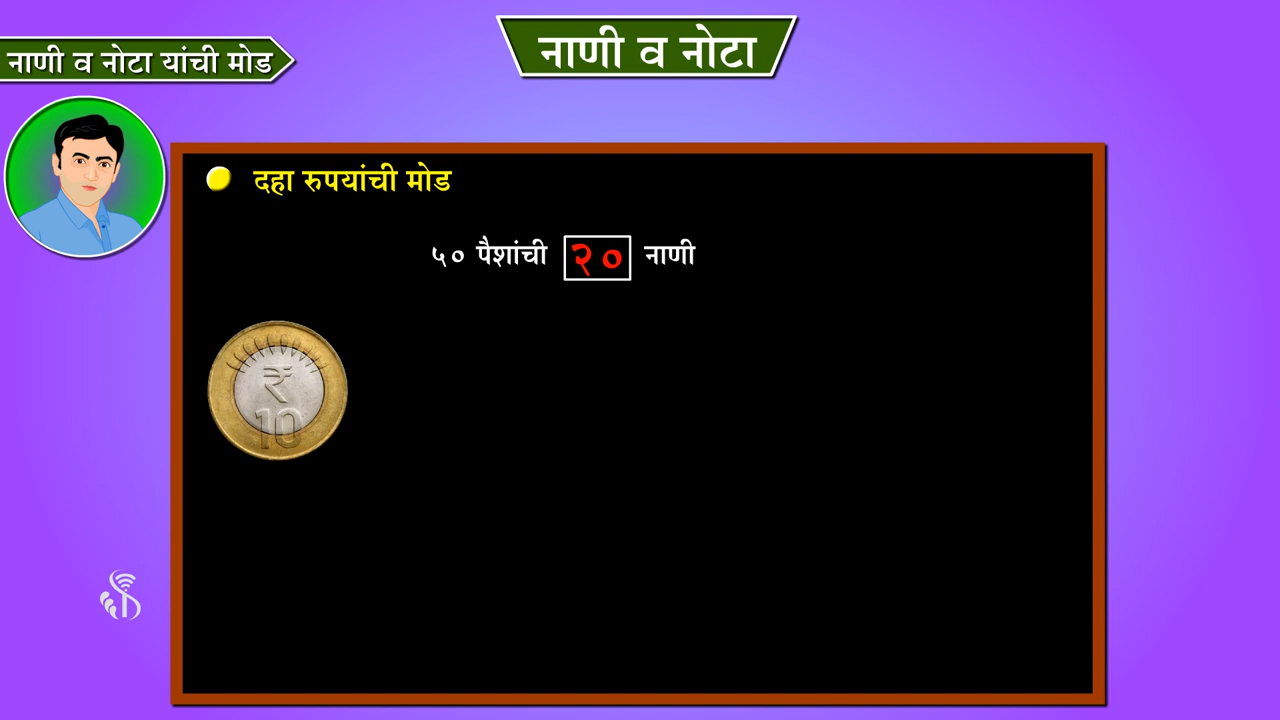 नाणी व नोटा
नाणी व नोटा यांची मोड
दहा रुपयांची मोड
५० पैशांची २० नाणी
₹
10